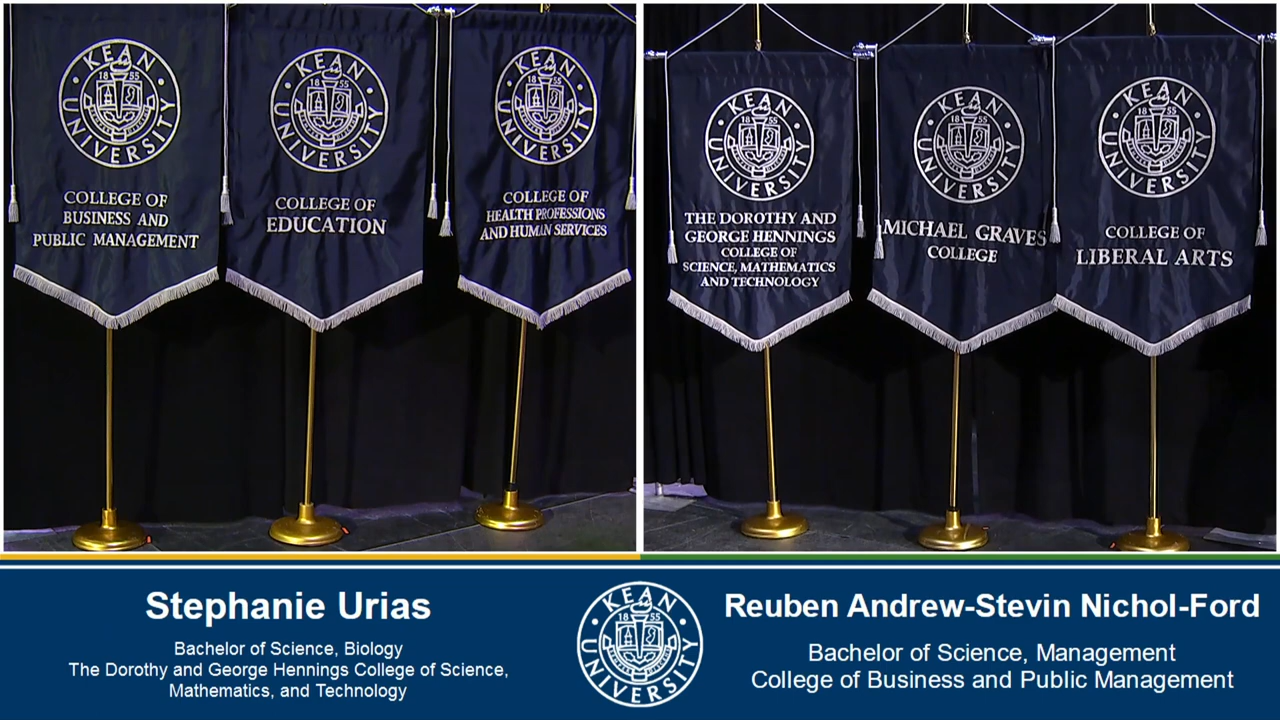 KEAN UNIVERSITY
1855
COLLEGE OF
BUSINESS AND
PUBLIC MANAGEMENT
KEAN UNIVERSITY
1855
COLLEGE OF
EDUCATION
KEAN UNIVERSITY
1855
COLLEGE OF
HEALTH PROFESSIONS
AND HUMAN SERVICES
KEAN UNIVERSITY
1855
THE DOROTHY AND
GEORGE HENNINGS
COLLEGE OF
SCIENCE, MATHEMATICS
AND TECHNOLOGY
KEAN UNIVERSITY
1855
MICHAEL GRAVES
COLLEGE
KEAN UNIVERSITY
1855
COLLEGE OF
LIBERAL ARTS
Stephanie Urias
Bachelor of Science, Biology
The Dorothy and George Hennings College of Science,
Mathematics, and Technology
KEAN UNIVERSITY
1855
Reuben Andrew-Stevin Nichol-Ford
Bachelor of Science, Management
College of Business and Public Management